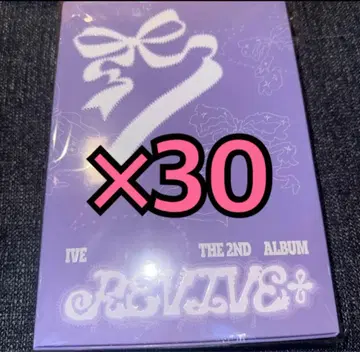 ×30
IVE THE 2ND ALBUM
REVIVE+